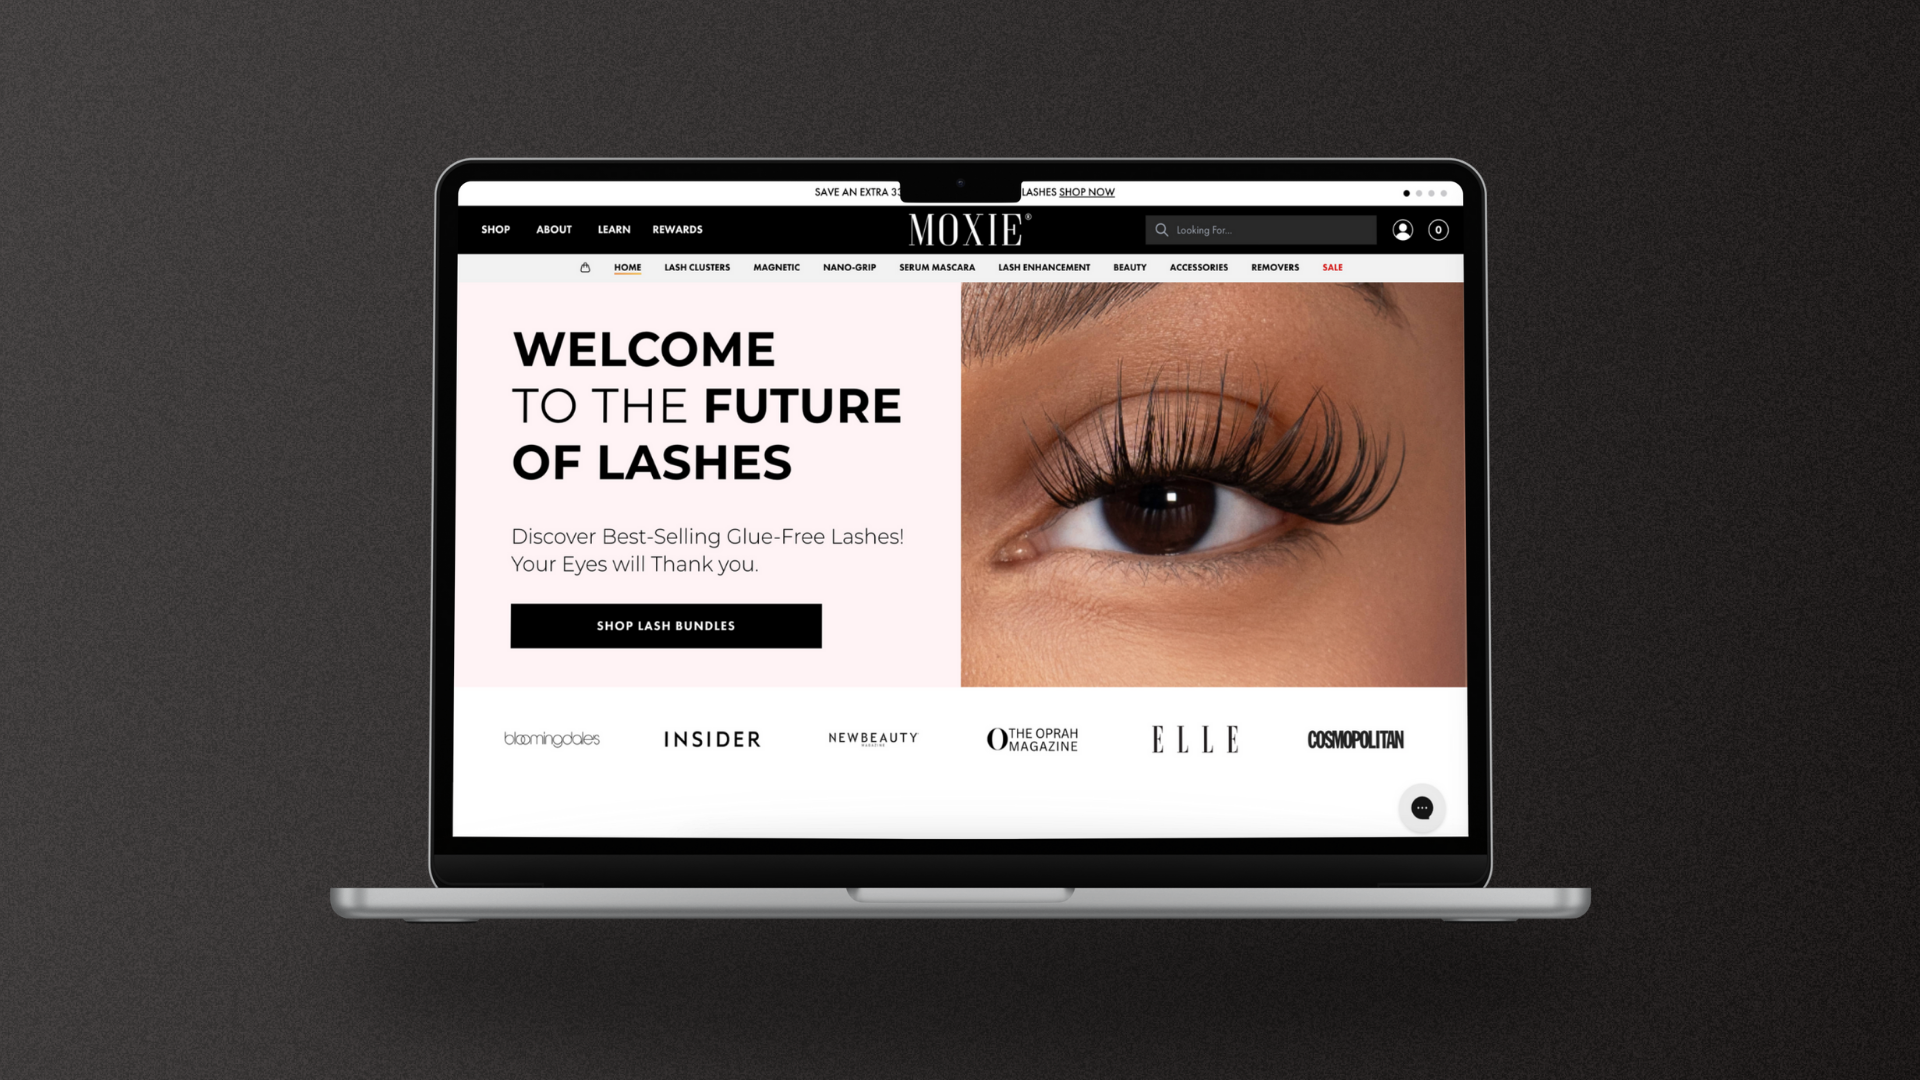 SAVE AN EXTRA LASHES SHOP NOW
SHOP ABOUT LEARN REWARDS
MOXIE®
Looking For...
0
HOME LASH CLUSTERS MAGNETIC NANO-GRIP SERUM MASCARA LASH ENHANCEMENT BEAUTY ACCESSORIES REMOVERS SALE
WELCOME
TO THE FUTURE
OF LASHES
Discover Best-Selling Glue-Free Lashes!
Your Eyes will Thank you.
SHOP LASH BUNDLES
bloomingdales
INSIDER
NEWBEAUTY
MAGAZINE
O THE OPRAH
MAGAZINE
ELLE
COSMOPOLITAN